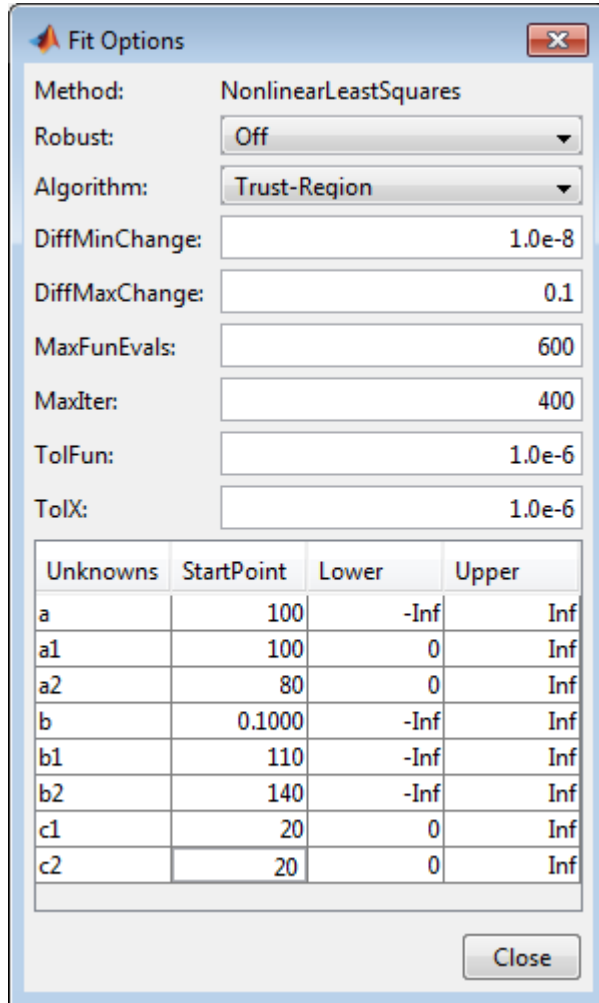 Fit Options
Method: NonlinearLeastSquares
Robust: Off
Algorithm: Trust-Region
DiffMinChange: 1.0e-8
DiffMaxChange: 0.1
MaxFunEvals: 600
MaxIter: 400
TolFun: 1.0e-6
TolX: 1.0e-6
Unknowns StartPoint Lower Upper
a 100 -Inf Inf
a1 100 0 Inf
a2 80 0 Inf
b 0.1000 -Inf Inf
b1 110 -Inf Inf
b2 140 -Inf Inf
c1 20 0 Inf
c2 20 0 Inf
Close